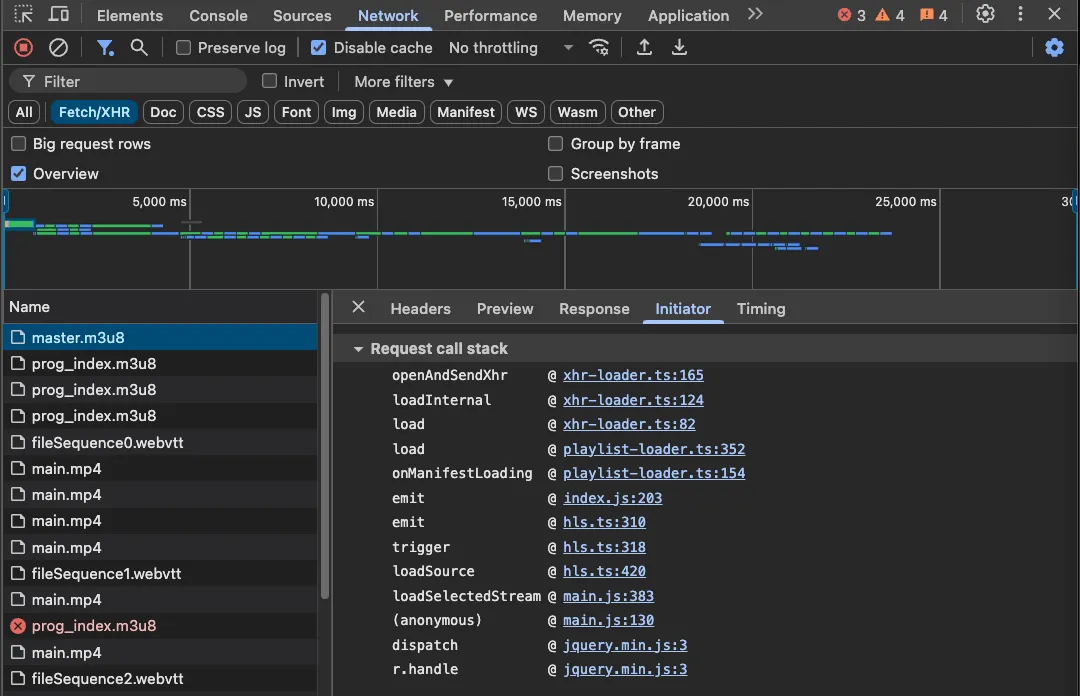 Elements Console Sources Network Performance Memory Application 3 4 4
Preserve log Disable cache No throttling
Filter Invert More filters
All Fetch/XHR Doc CSS JS Font Img Media Manifest WS Wasm Other
Big request rows Group by frame
Overview Screenshots
5,000 ms 10,000 ms 15,000 ms 20,000 ms 25,000 ms 30
Name Headers Preview Response Initiator Timing
master.m3u8
prog_index.m3u8
prog_index.m3u8
prog_index.m3u8
fileSequence0.webvtt
main.mp4
main.mp4
main.mp4
main.mp4
fileSequence1.webvtt
main.mp4
prog_index.m3u8
main.mp4
fileSequence2.webvtt
Request call stack
openAndSendXhr @ xhr-loader.ts:165
loadInternal @ xhr-loader.ts:124
load @ xhr-loader.ts:82
load @ playlist-loader.ts:352
onManifestLoading @ playlist-loader.ts:154
emit @ index.js:203
emit @ hls.ts:310
trigger @ hls.ts:318
loadSource @ hls.ts:420
loadSelectedStream @ main.js:383
(anonymous) @ main.js:130
dispatch @ jquery.min.js:3
r.handle @ jquery.min.js:3